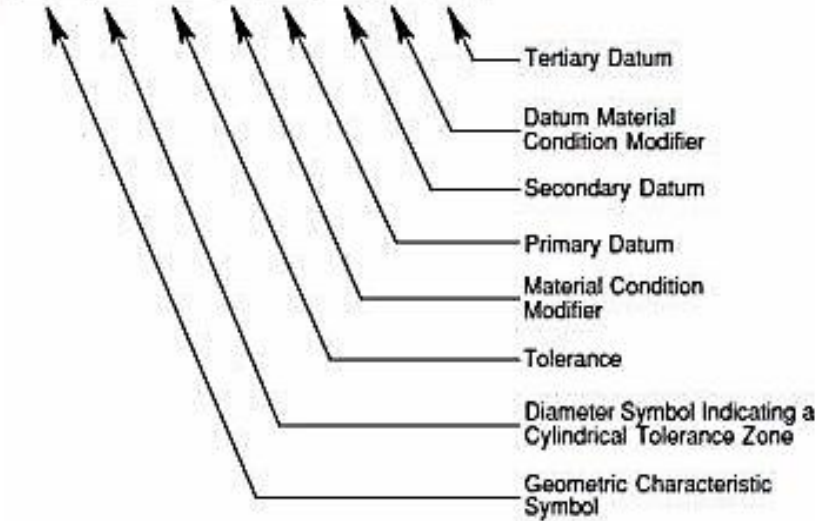 Tertiary Datum
Datum Material
Condition Modifier
Secondary Datum
Primary Datum
Material Condition
Modifier
Tolerance
Diameter Symbol Indicating a
Cylindrical Tolerance Zone
Geometric Characteristic
Symbol